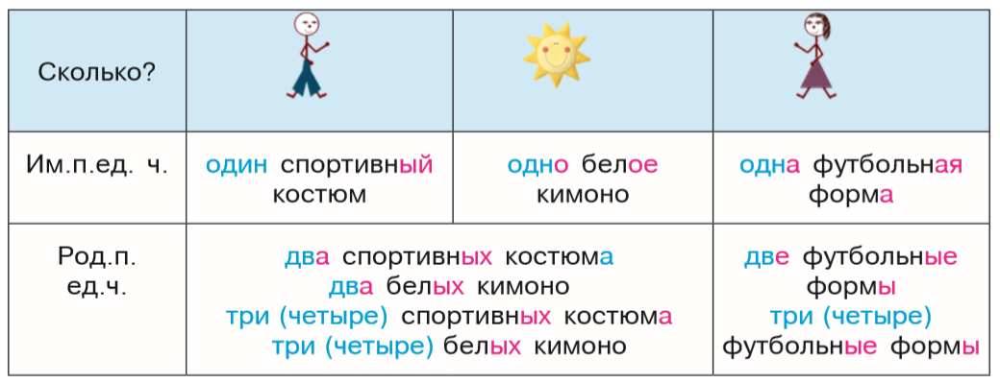 Сколько?
Им.п.ед. ч.
один спортивный
костюм
одно белое
кимоно
одна футбольная
форма
Род.п.
ед.ч.
два спортивных костюма
два белых кимоно
три (четыре) спортивных костюма
три (четыре) белых кимоно
две футбольные
формы
три (четыре)
футбольные формы